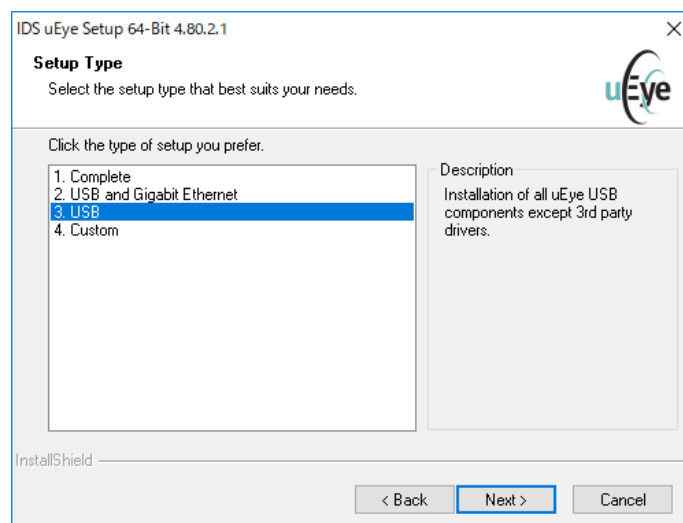 IDS uEye Setup 64-Bit 4.80.2.1
Setup Type
Select the setup type that best suits your needs.
uEye
Click the type of setup you prefer.
1. Complete
2. USB and Gigabit Ethernet
3. USB
4. Custom
Description
Installation of all uEye USB
components except 3rd party
drivers.
InstallShield
< Back
Next >
Cancel